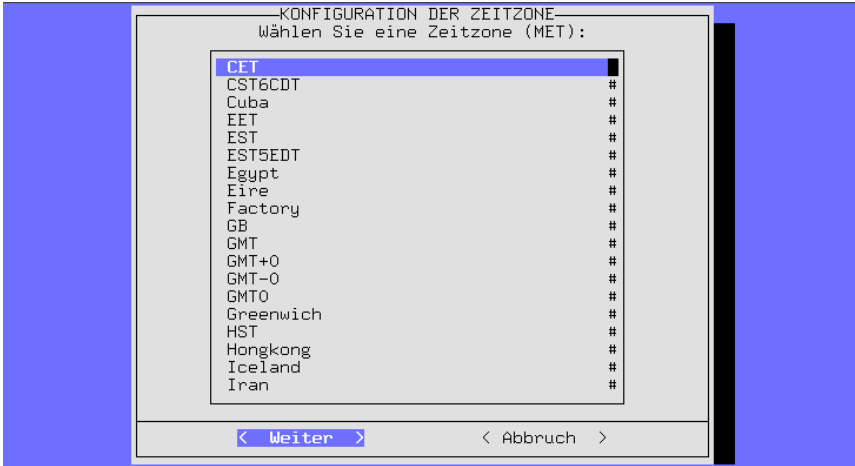 KONFIGURATION DER ZEITZONE
Wählen Sie eine Zeitzone (MET):
CET
CST6CDT #
Cuba #
EET #
EST #
EST5EDT #
Egypt #
Eire #
Factory #
GB #
GMT #
GMT+0 #
GMT-0 #
GMT0 #
Greenwich #
HST #
Hongkong #
Iceland #
Iran #
< Weiter > < Abbruch >